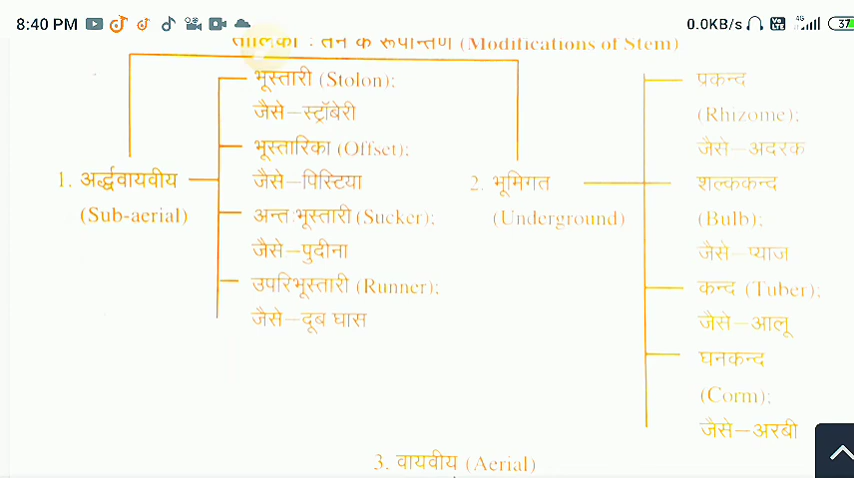 8:40 PM
0.0KB/s 4G 37
तालिका : तने के रूपान्तण (Modifications of Stem)
1. अर्द्धवायवीय
(Sub-aerial)
भूस्तारी (Stolon);
जैसे—स्ट्रॉबेरी
भूस्तारिका (Offset);
जैसे—पिस्टिया
अन्तःभूस्तारी (Sucker);
जैसे—पुदीना
उपरिभूस्तारी (Runner);
जैसे—दूब घास
2. भूमिगत
(Underground)
प्रकन्द
(Rhizome);
जैसे—अदरक
शल्ककन्द
(Bulb);
जैसे—प्याज
कन्द (Tuber);
जैसे—आलू
घनकन्द
(Corm);
जैसे—अरबी
3. वायवीय (Aerial)